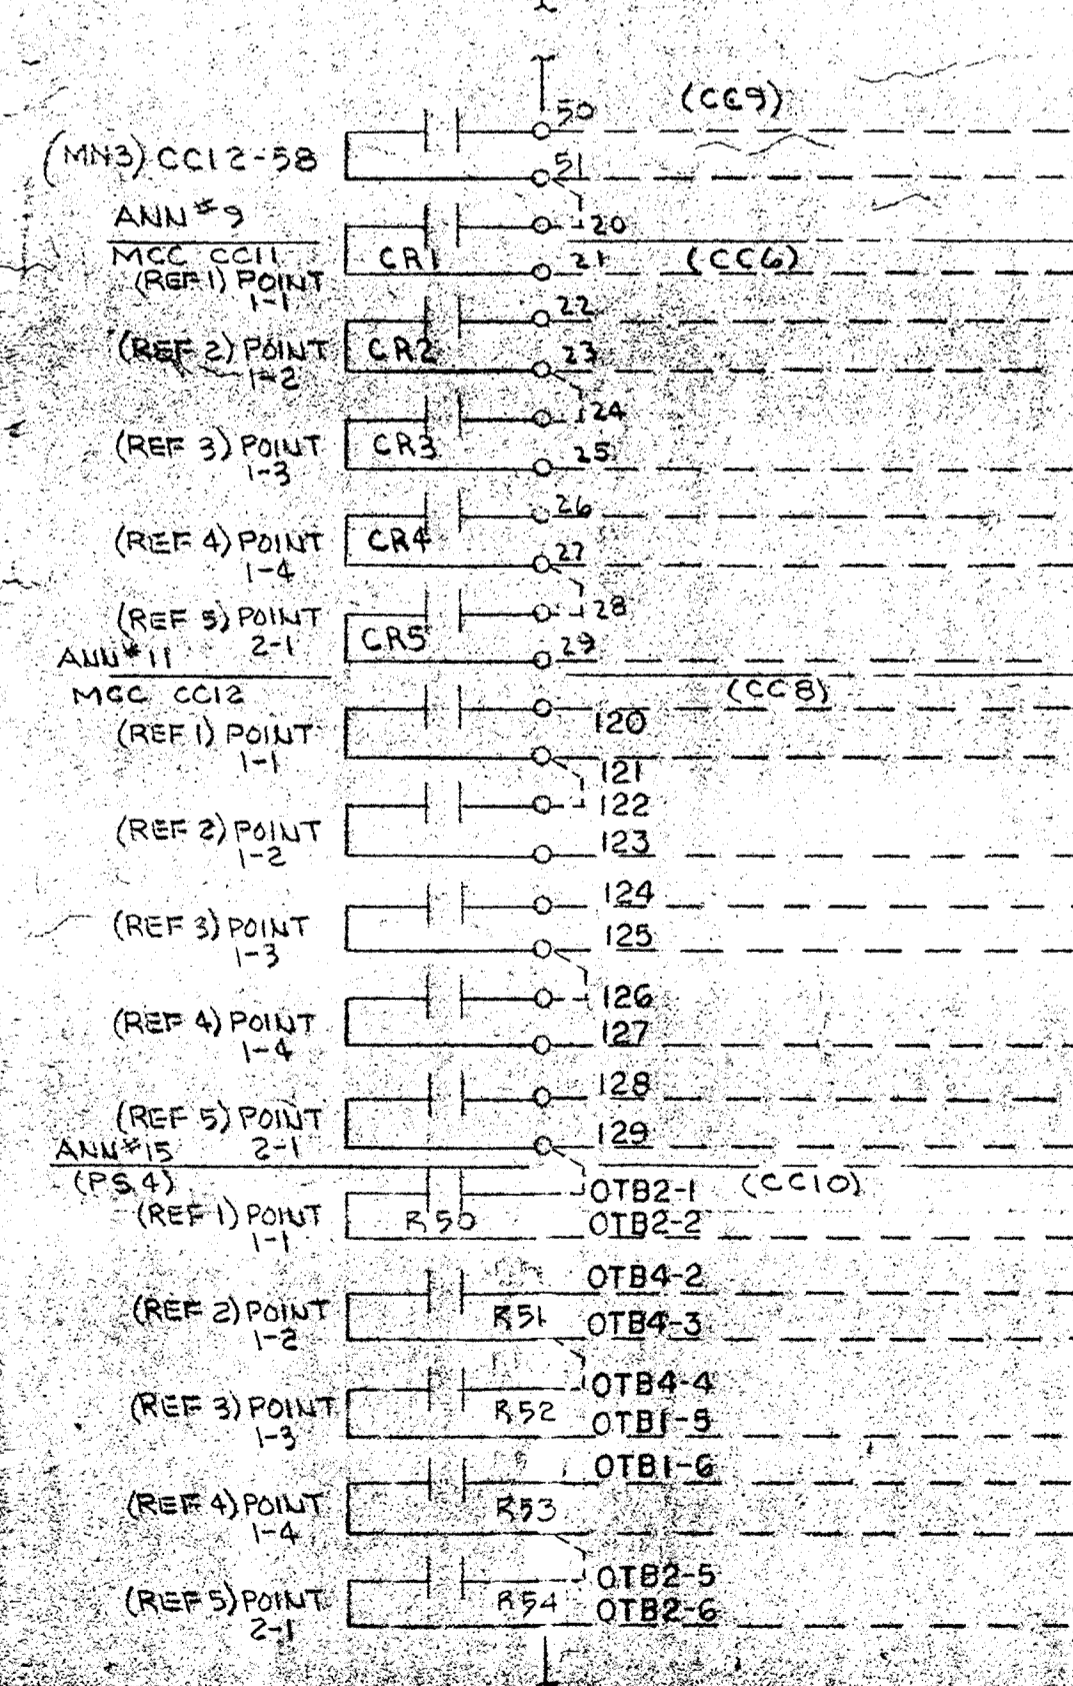 50 (CC9)
(MN3) CC12-58
51
ANN #9
20
MCC CC11
CR1
21 (CC6)
(REF 1) POINT
1-1
22
(REF 2) POINT
CR2
23
1-2
24
(REF 3) POINT
CR3
25
1-3
26
(REF 4) POINT
CR4
27
1-4
(REF 5) POINT
28
2-1
CR5
29
ANN #11
MCC CC12
(CC8)
(REF 1) POINT
120
1-1
121
122
(REF 2) POINT
123
1-2
124
(REF 3) POINT
125
1-3
126
(REF 4) POINT
127
1-4
128
(REF 5) POINT
129
ANN #15
2-1
(PS4)
OTB2-1 (CC10)
(REF 1) POINT
R50
OTB2-2
1-1
OTB4-2
(REF 2) POINT
R51
OTB4-3
1-2
OTB4-4
(REF 3) POINT
R52
OTB1-5
1-3
OTB1-6
(REF 4) POINT
R53
1-4
OTB2-5
(REF 5) POINT
R54
OTB2-6
2-1